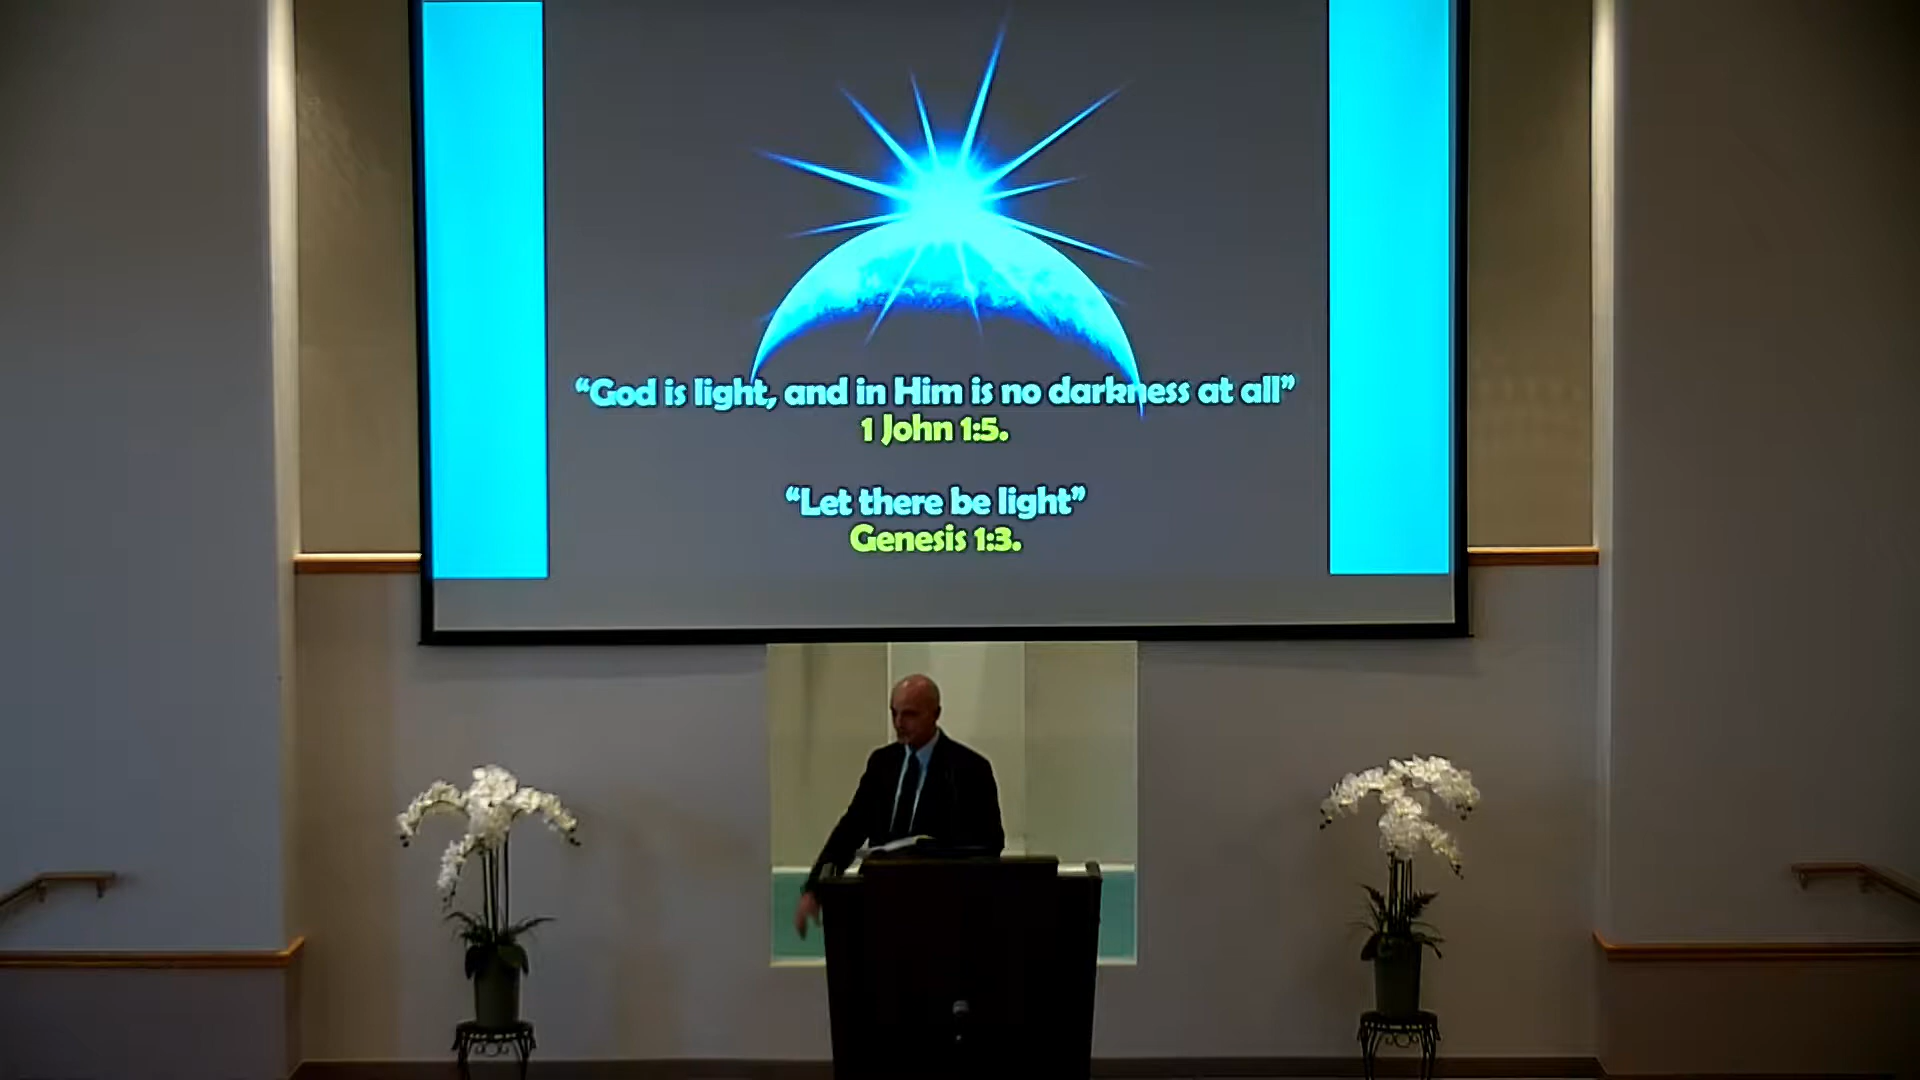 “God is light, and in Him is no darkness at all”
1 John 1:5.
“Let there be light”
Genesis 1:3.